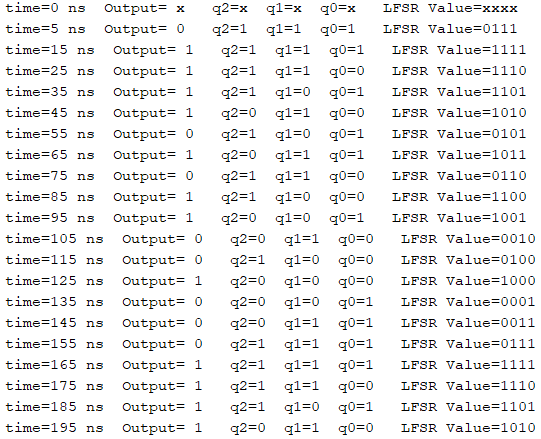 time=0 ns  Output= x  q2=x  q1=x  q0=x  LFSR Value=xxxx
time=5 ns  Output= 0  q2=1  q1=1  q0=1  LFSR Value=0111
time=15 ns  Output= 1  q2=1  q1=1  q0=1  LFSR Value=1111
time=25 ns  Output= 1  q2=1  q1=1  q0=0  LFSR Value=1110
time=35 ns  Output= 1  q2=1  q1=0  q0=1  LFSR Value=1101
time=45 ns  Output= 1  q2=0  q1=1  q0=0  LFSR Value=1010
time=55 ns  Output= 0  q2=1  q1=0  q0=1  LFSR Value=0101
time=65 ns  Output= 1  q2=0  q1=1  q0=1  LFSR Value=1011
time=75 ns  Output= 0  q2=1  q1=1  q0=0  LFSR Value=0110
time=85 ns  Output= 1  q2=1  q1=0  q0=0  LFSR Value=1100
time=95 ns  Output= 1  q2=0  q1=0  q0=1  LFSR Value=1001
time=105 ns  Output= 0  q2=0  q1=1  q0=0  LFSR Value=0010
time=115 ns  Output= 0  q2=1  q1=0  q0=0  LFSR Value=0100
time=125 ns  Output= 1  q2=0  q1=0  q0=0  LFSR Value=1000
time=135 ns  Output= 0  q2=0  q1=0  q0=1  LFSR Value=0001
time=145 ns  Output= 0  q2=0  q1=1  q0=1  LFSR Value=0011
time=155 ns  Output= 0  q2=1  q1=1  q0=1  LFSR Value=0111
time=165 ns  Output= 1  q2=1  q1=1  q0=1  LFSR Value=1111
time=175 ns  Output= 1  q2=1  q1=1  q0=0  LFSR Value=1110
time=185 ns  Output= 1  q2=1  q1=0  q0=1  LFSR Value=1101
time=195 ns  Output= 1  q2=0  q1=1  q0=0  LFSR Value=1010